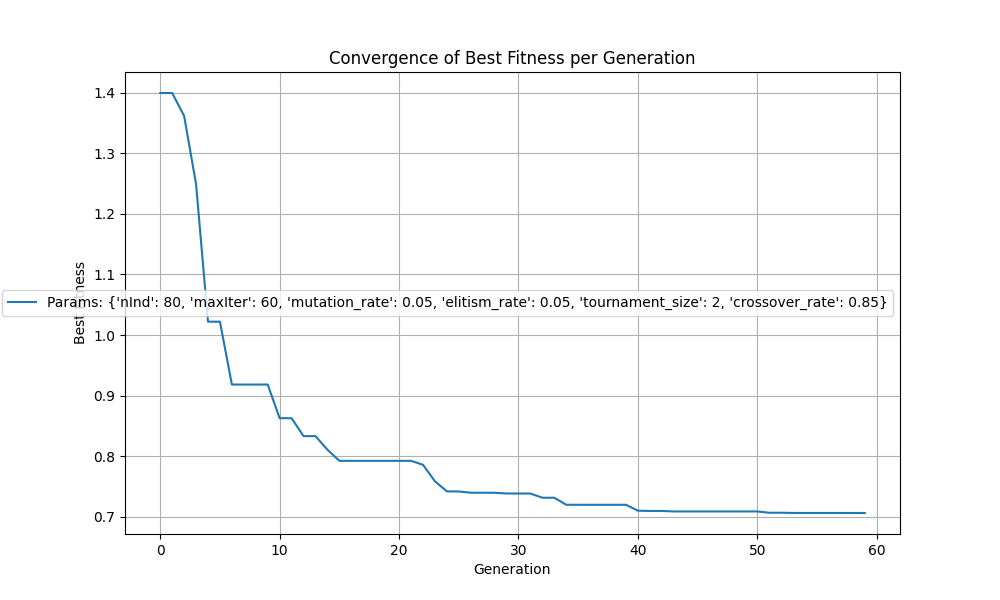 Convergence of Best Fitness per Generation
1.4
1.3
1.2
1.1
1.0
0.9
0.8
0.7
Best Fitness
Params: {'nInd': 80, 'maxIter': 60, 'mutation_rate': 0.05, 'elitism_rate': 0.05, 'tournament_size': 2, 'crossover_rate': 0.85}
0 10 20 30 40 50 60
Generation